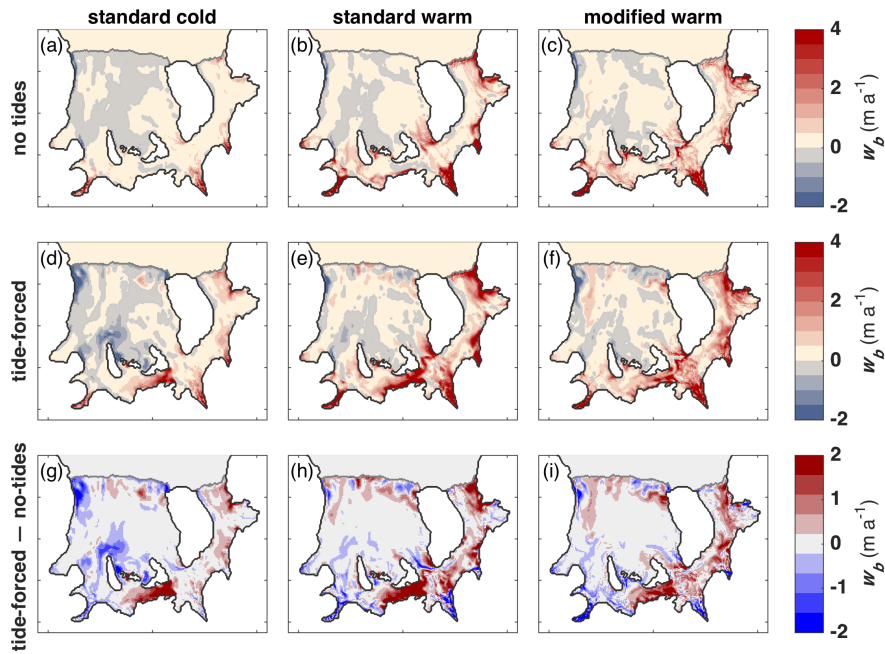 standard cold standard warm modified warm
no tides (a) (b) (c) 4 2 0 -2 w_b (m a⁻¹)
tide-forced (d) (e) (f) 4 2 0 -2 w_b (m a⁻¹)
tide-forced — no-tides (g) (h) (i) 2 1 0 -1 -2 w_b (m a⁻¹)